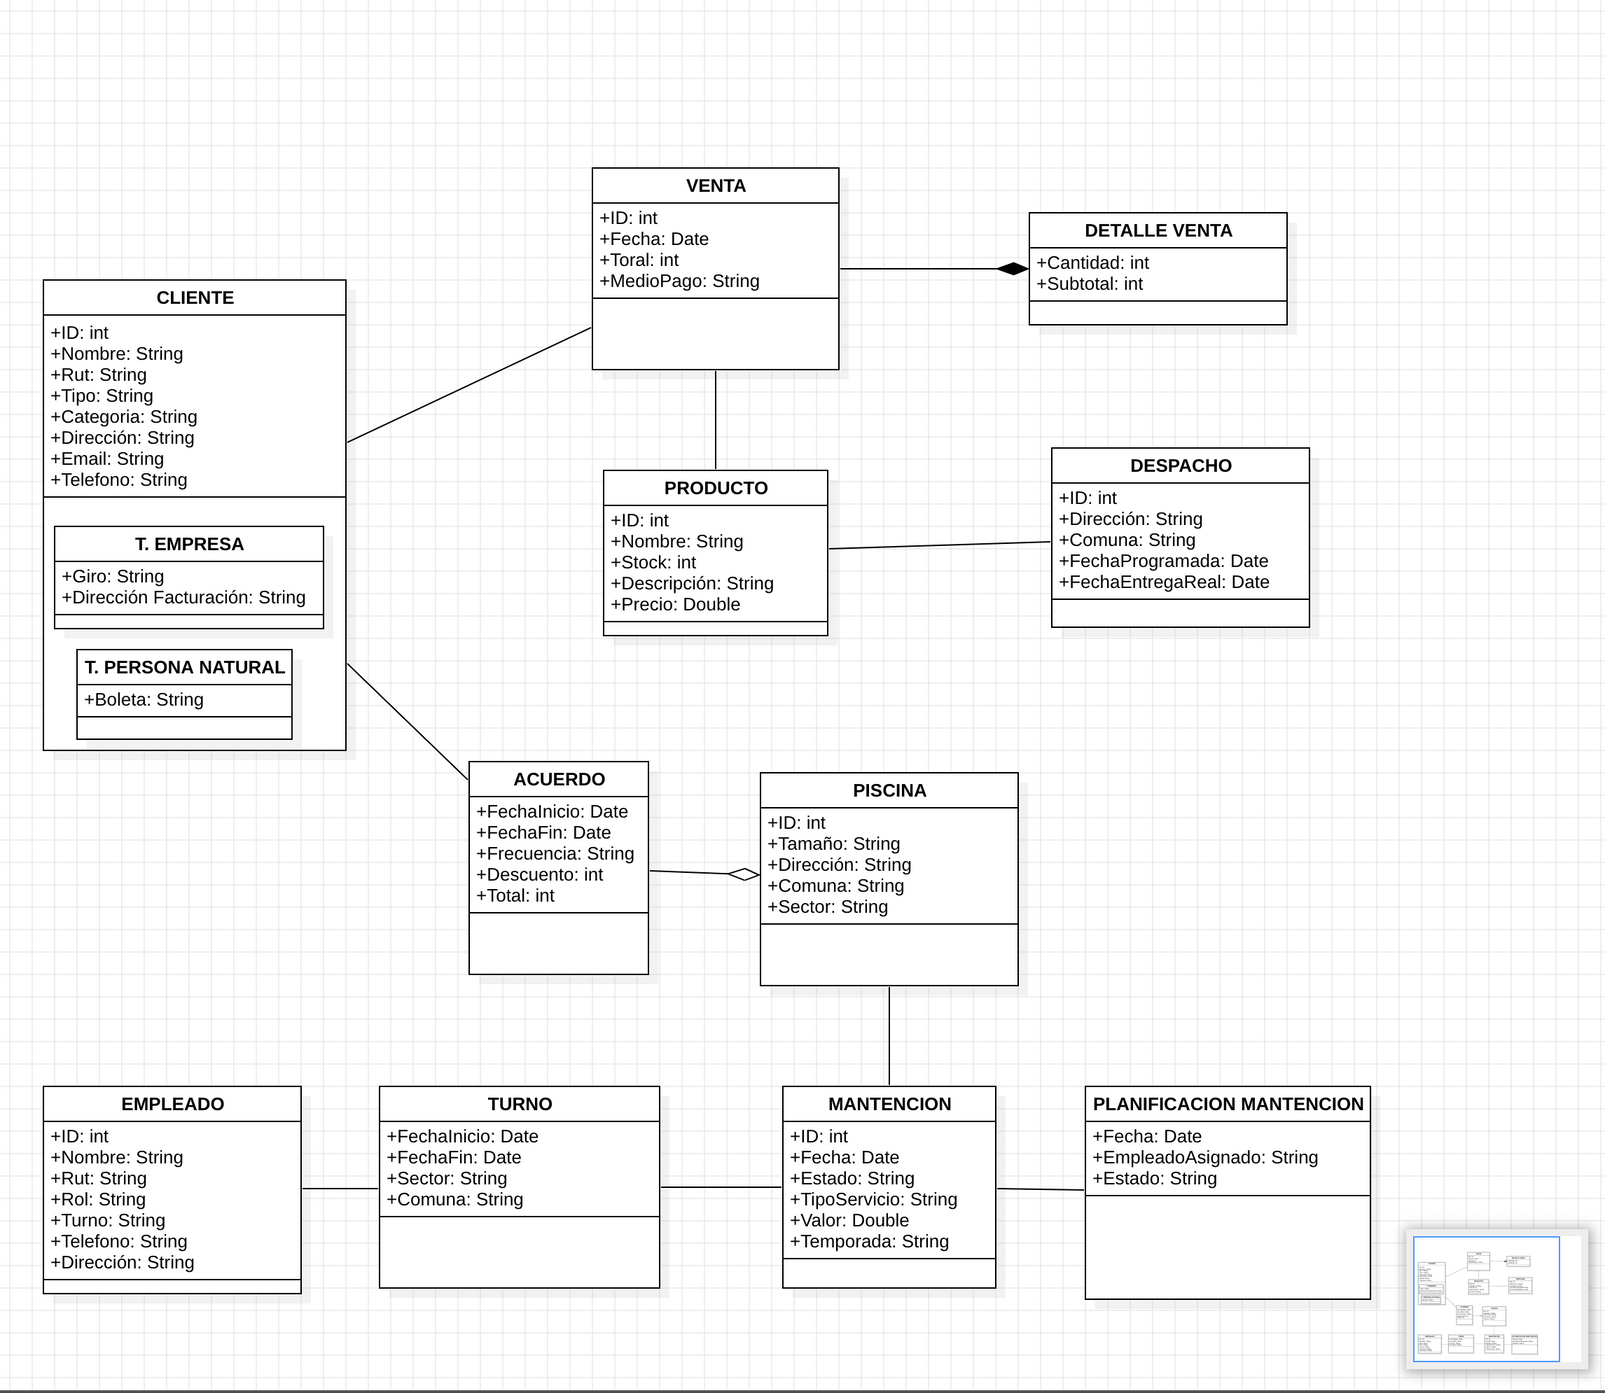 VENTA
+ID: int
+Fecha: Date
+Toral: int
+MedioPago: String
DETALLE VENTA
+Cantidad: int
+Subtotal: int
CLIENTE
+ID: int
+Nombre: String
+Rut: String
+Tipo: String
+Categoria: String
+Dirección: String
+Email: String
+Telefono: String
T. EMPRESA
+Giro: String
+Dirección Facturación: String
T. PERSONA NATURAL
+Boleta: String
PRODUCTO
+ID: int
+Nombre: String
+Stock: int
+Descripción: String
+Precio: Double
DESPACHO
+ID: int
+Dirección: String
+Comuna: String
+FechaProgramada: Date
+FechaEntregaReal: Date
ACUERDO
+FechaInicio: Date
+FechaFin: Date
+Frecuencia: String
+Descuento: int
+Total: int
PISCINA
+ID: int
+Tamaño: String
+Dirección: String
+Comuna: String
+Sector: String
EMPLEADO
+ID: int
+Nombre: String
+Rut: String
+Rol: String
+Turno: String
+Telefono: String
+Dirección: String
TURNO
+FechaInicio: Date
+FechaFin: Date
+Sector: String
+Comuna: String
MANTENCION
+ID: int
+Fecha: Date
+Estado: String
+TipoServicio: String
+Valor: Double
+Temporada: String
PLANIFICACION MANTENCION
+Fecha: Date
+EmpleadoAsignado: String
+Estado: String